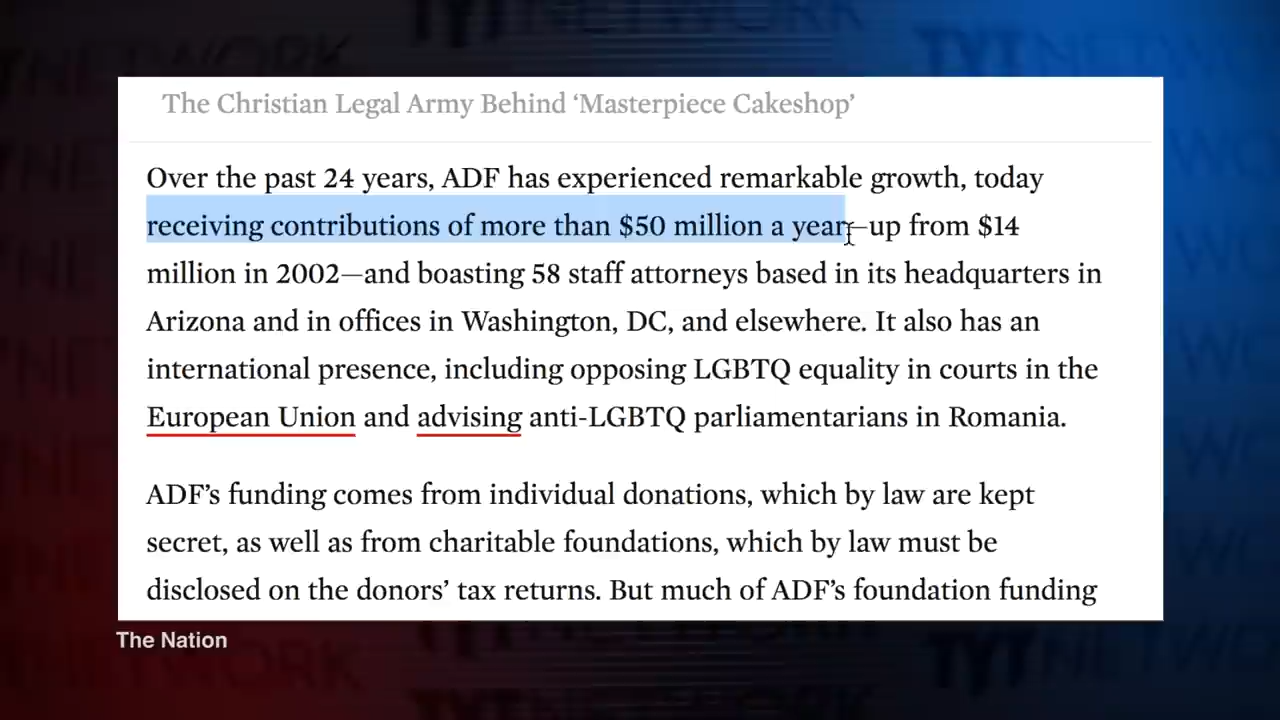 The Christian Legal Army Behind ‘Masterpiece Cakeshop’
Over the past 24 years, ADF has experienced remarkable growth, today
receiving contributions of more than $50 million a year—up from $14
million in 2002—and boasting 58 staff attorneys based in its headquarters in
Arizona and in offices in Washington, DC, and elsewhere. It also has an
international presence, including opposing LGBTQ equality in courts in the
European Union and advising anti-LGBTQ parliamentarians in Romania.
ADF’s funding comes from individual donations, which by law are kept
secret, as well as from charitable foundations, which by law must be
disclosed on the donors’ tax returns. But much of ADF’s foundation funding
The Nation